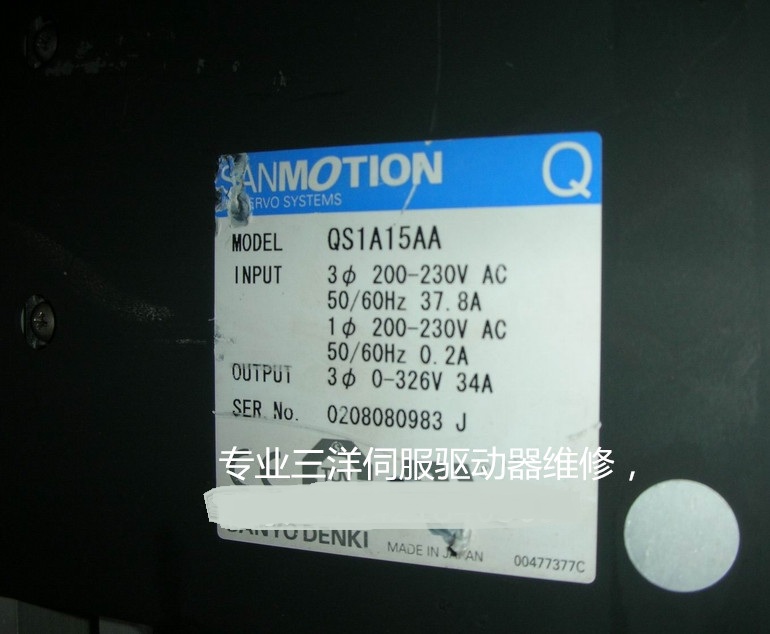 SANMOTION Q
SERVO SYSTEMS
MODEL QS1A15AA
INPUT 3φ 200-230V AC
50/60Hz 37.8A
1φ 200-230V AC
50/60Hz 0.2A
OUTPUT 3φ 0-326V 34A
SER.No. 0208080983 J
专业三洋伺服驱动器维修，
SANYO DENKI MADE IN JAPAN 00477377C